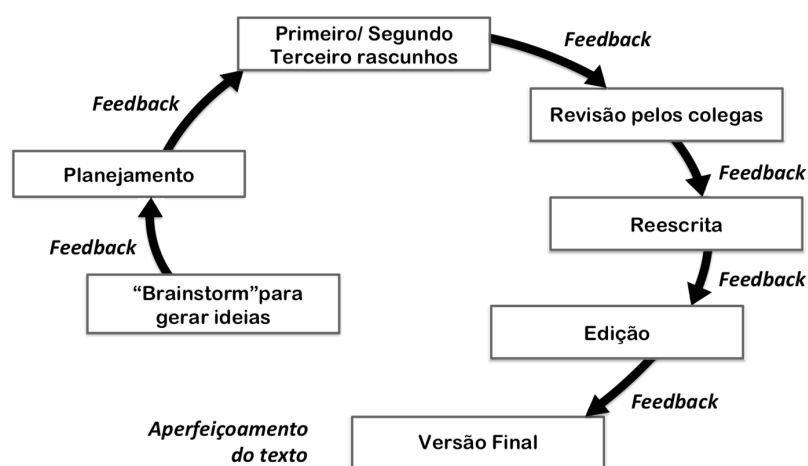 Primeiro/ Segundo
Terceiro rascunhos
Feedback
Feedback
Revisão pelos colegas
Planejamento
Feedback
Reescrita
Feedback
Feedback
“Brainstorm”para
gerar ideias
Edição
Feedback
Aperfeiçoamento
do texto
Versão Final